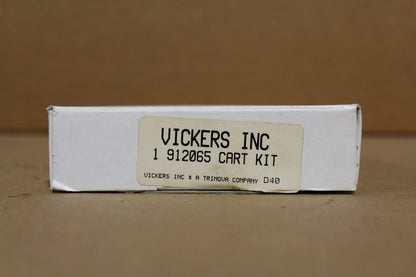 VICKERS INC
1 912065 CART KIT
VICKERS INC * A TRINOVA COMPANY D40